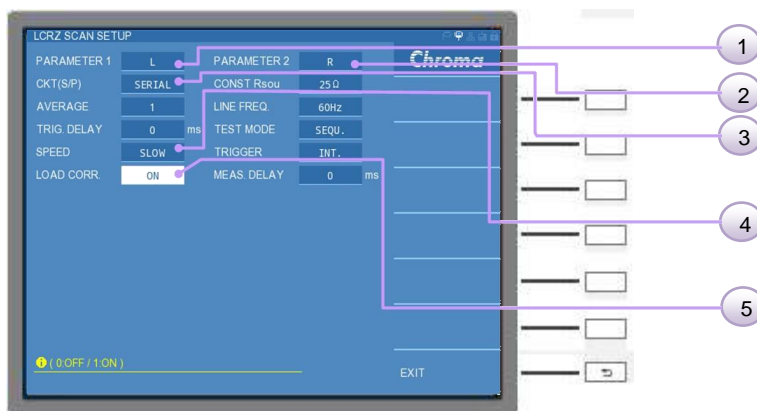 LCRZ SCAN SETUP
Chroma
PARAMETER 1 L PARAMETER 2 R
CKT(S/P) SERIAL CONST Rsou 25Ω
AVERAGE 1 LINE FREQ. 60Hz
TRIG. DELAY 0 ms TEST MODE SEQU.
SPEED SLOW TRIGGER INT.
LOAD CORR. ON MEAS. DELAY 0 ms
( 0:OFF / 1:ON )
EXIT
1
2
3
4
5